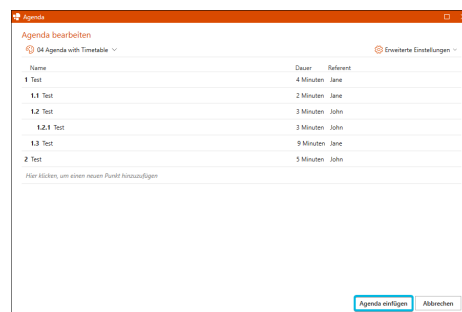 Agenda
Agenda bearbeiten
04 Agenda with Timetable
Erweiterte Einstellungen
Name Dauer Referent
1 Test 4 Minuten Jane
1.1 Test 2 Minuten Jane
1.2 Test 3 Minuten John
1.2.1 Test 3 Minuten John
1.3 Test 9 Minuten Jane
2 Test 5 Minuten John
Hier klicken, um einen neuen Punkt hinzuzufügen
Agenda einfügen Abbrechen